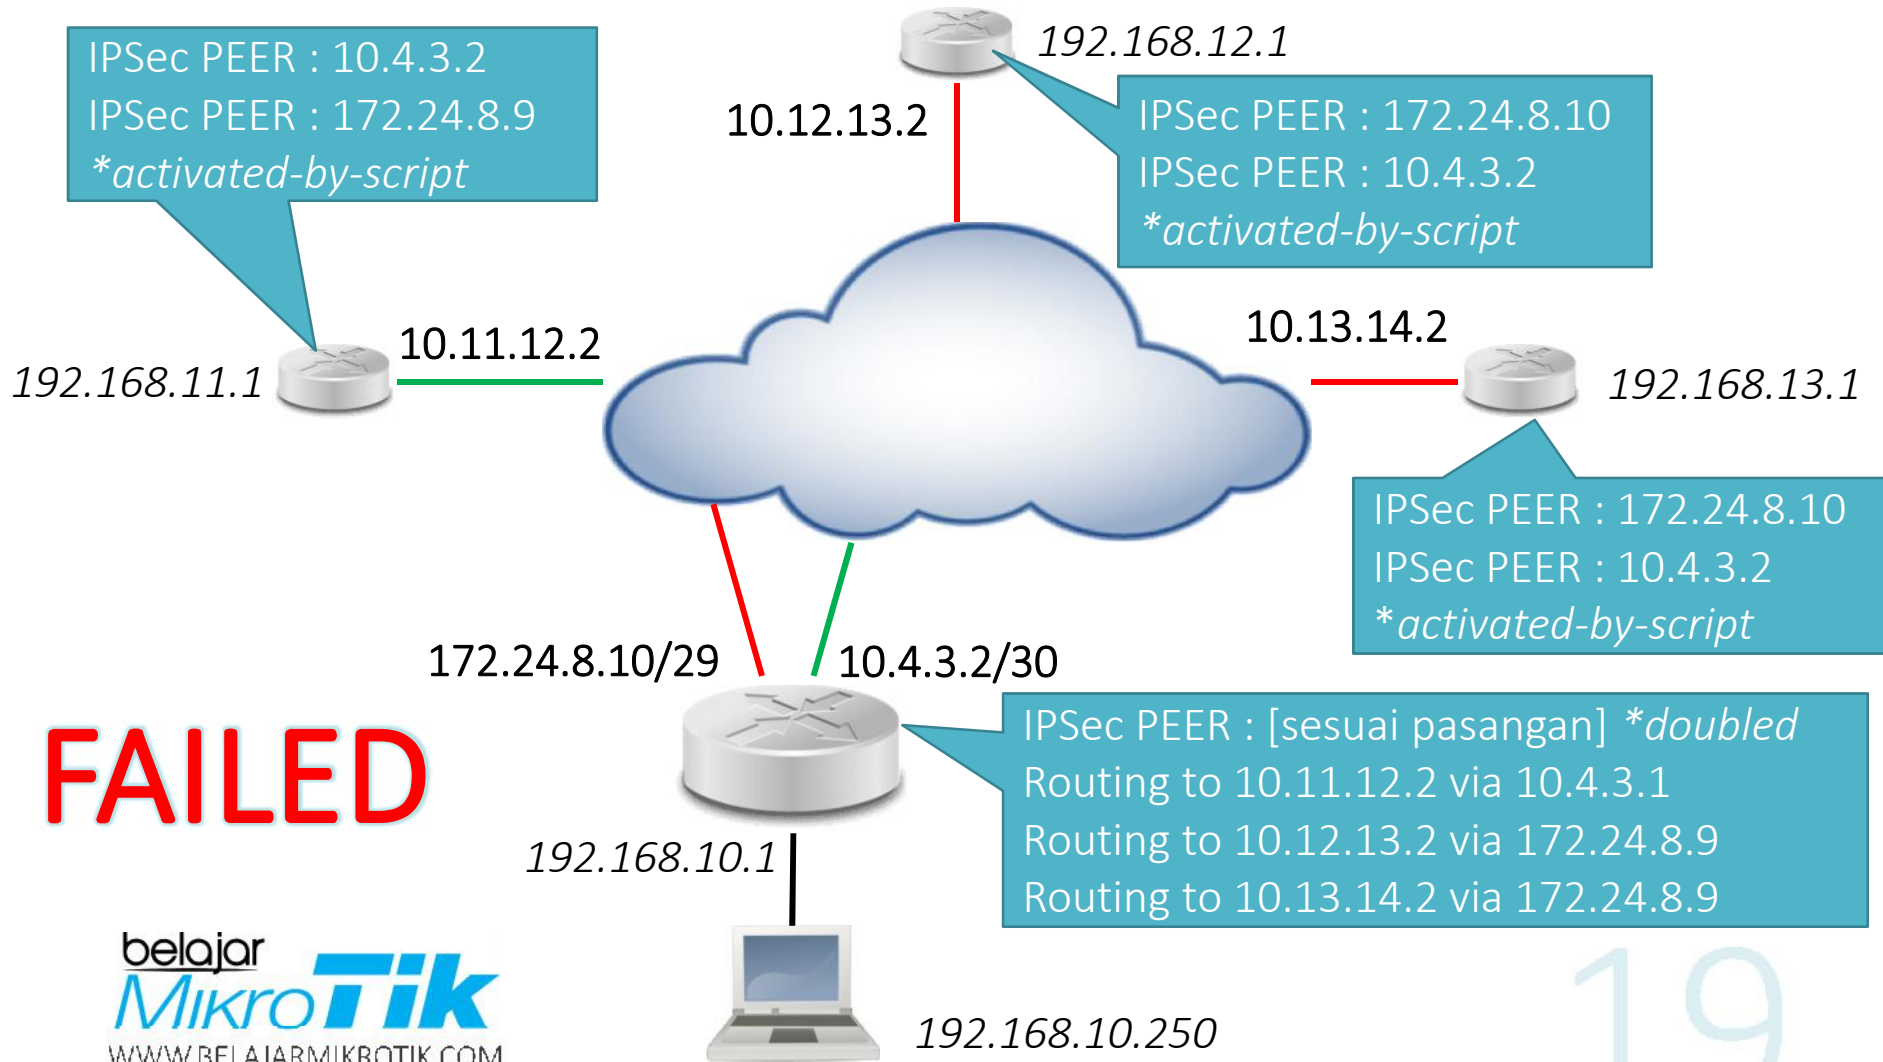 IPSec PEER : 10.4.3.2
IPSec PEER : 172.24.8.9
*activated-by-script
192.168.12.1
10.12.13.2
IPSec PEER : 172.24.8.10
IPSec PEER : 10.4.3.2
*activated-by-script
10.11.12.2
192.168.11.1
10.13.14.2
192.168.13.1
IPSec PEER : 172.24.8.10
IPSec PEER : 10.4.3.2
*activated-by-script
172.24.8.10/29
10.4.3.2/30
IPSec PEER : [sesuai pasangan] *doubled
Routing to 10.11.12.2 via 10.4.3.1
Routing to 10.12.13.2 via 172.24.8.9
Routing to 10.13.14.2 via 172.24.8.9
FAILED
192.168.10.1
192.168.10.250
belajar
MikroTik
WWW.BELAJARMIKROTIK.COM
19